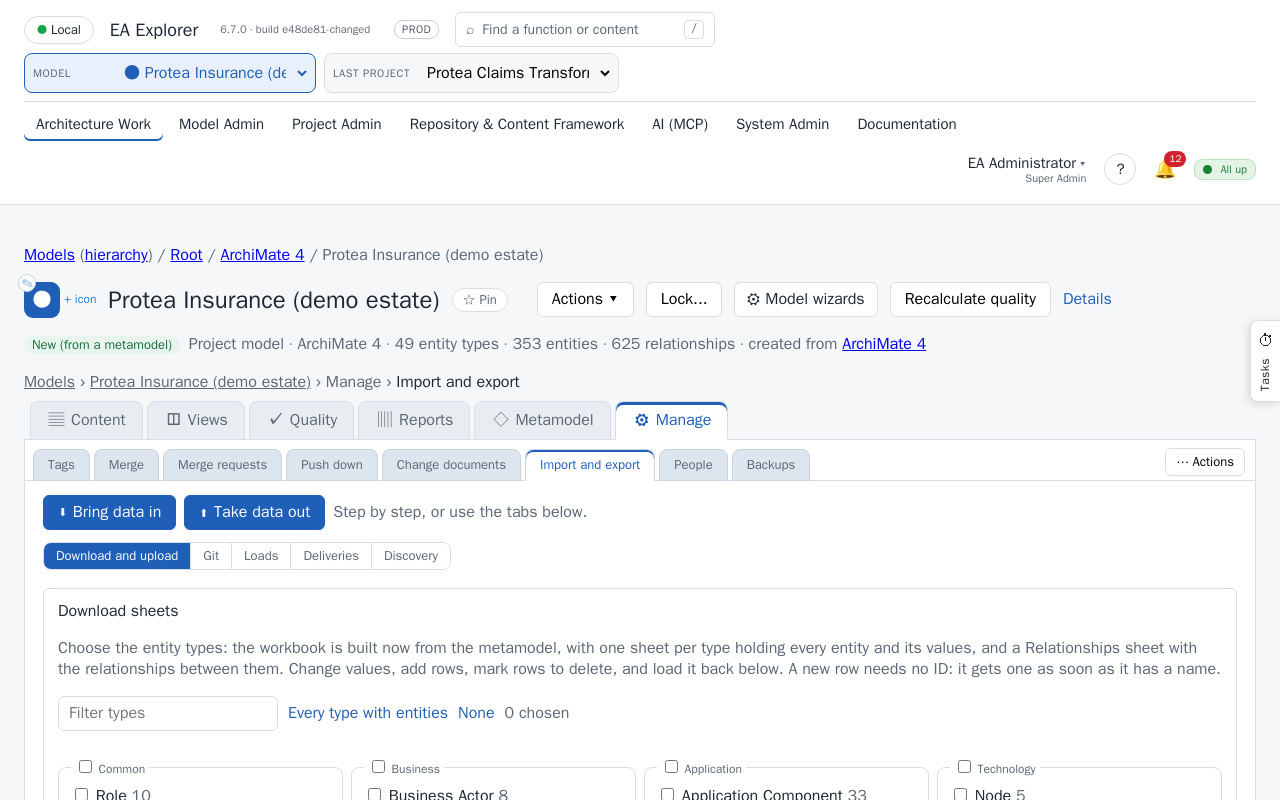 Local
EA Explorer
6.7.0 · build e48de81-changed
PROD
Find a function or content
/
MODEL
Protea Insurance (de
LAST PROJECT
Protea Claims Transfor
Architecture Work
Model Admin
Project Admin
Repository & Content Framework
AI (MCP)
System Admin
Documentation
EA Administrator
Super Admin
?
12
All up
Models (hierarchy) / Root / ArchiMate 4 / Protea Insurance (demo estate)
+ icon
Protea Insurance (demo estate)
☆ Pin
Actions ▾
Lock...
⚙ Model wizards
Recalculate quality
Details
New (from a metamodel)
Project model · ArchiMate 4 · 49 entity types · 353 entities · 625 relationships · created from ArchiMate 4
Tasks
Models › Protea Insurance (demo estate) › Manage › Import and export
Content
Views
Quality
Reports
Metamodel
Manage
Tags
Merge
Merge requests
Push down
Change documents
Import and export
People
Backups
··· Actions
Bring data in
Take data out
Step by step, or use the tabs below.
Download and upload
Git
Loads
Deliveries
Discovery
Download sheets
Choose the entity types: the workbook is built now from the metamodel, with one sheet per type holding every entity and its values, and a Relationships sheet with
the relationships between them. Change values, add rows, mark rows to delete, and load it back below. A new row needs no ID: it gets one as soon as it has a name.
Filter types
Every type with entities
None
0 chosen
Common
Business
Application
Technology
Role 10
Business Actor 8
Application Component 33
Node 5